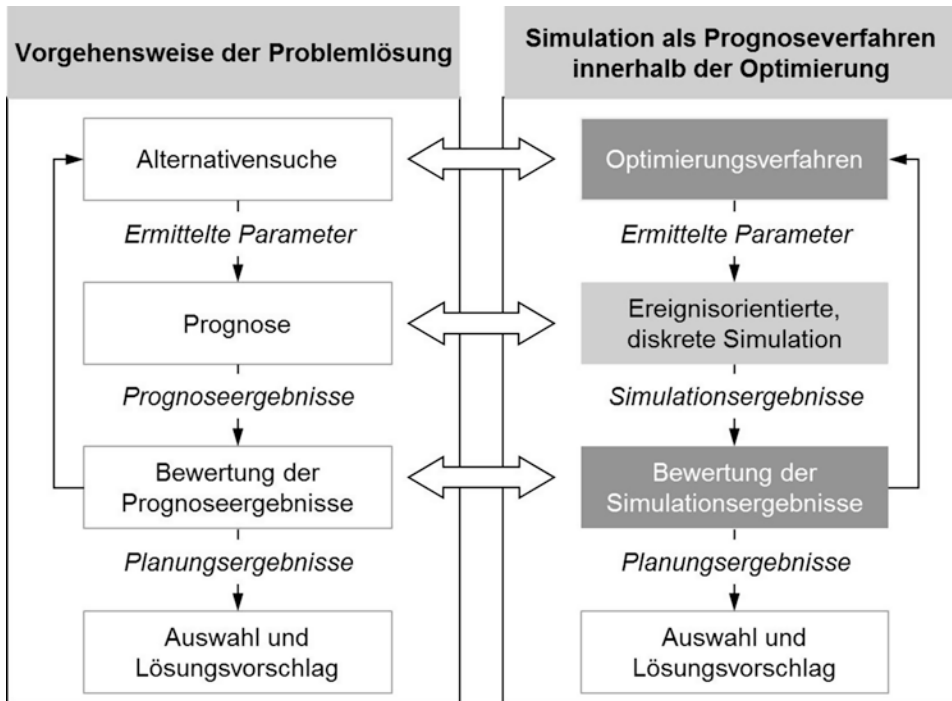 Vorgehensweise der Problemlösung
Alternativensuche
Ermittelte Parameter
Prognose
Prognoseergebnisse
Bewertung der
Prognoseergebnisse
Planungsergebnisse
Auswahl und
Lösungsvorschlag
Simulation als Prognoseverfahren
innerhalb der Optimierung
Optimierungsverfahren
Ermittelte Parameter
Ereignisorientierte,
diskrete Simulation
Simulationsergebnisse
Bewertung der
Simulationsergebnisse
Planungsergebnisse
Auswahl und
Lösungsvorschlag